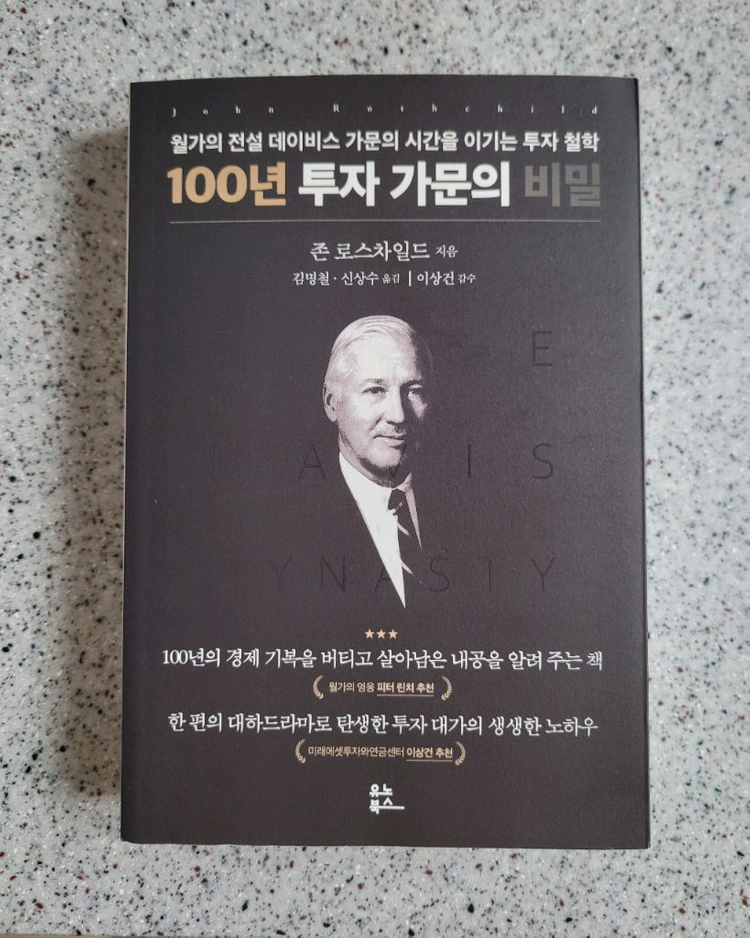 John Rothchild
월가의 전설 데이비스 가문의 시간을 이기는 투자 철학
100년 투자 가문의 비밀
존 로스차일드 지음
김명철 · 신상수 옮김 | 이상건 감수
E
DAVIS
DYNASTY
★★★
100년의 경제 기복을 버티고 살아남은 내공을 알려 주는 책
월가의 영웅 피터 린치 추천
한 편의 대하드라마로 탄생한 투자 대가의 생생한 노하우
미래에셋투자와연금센터 이상건 추천
유노
북스